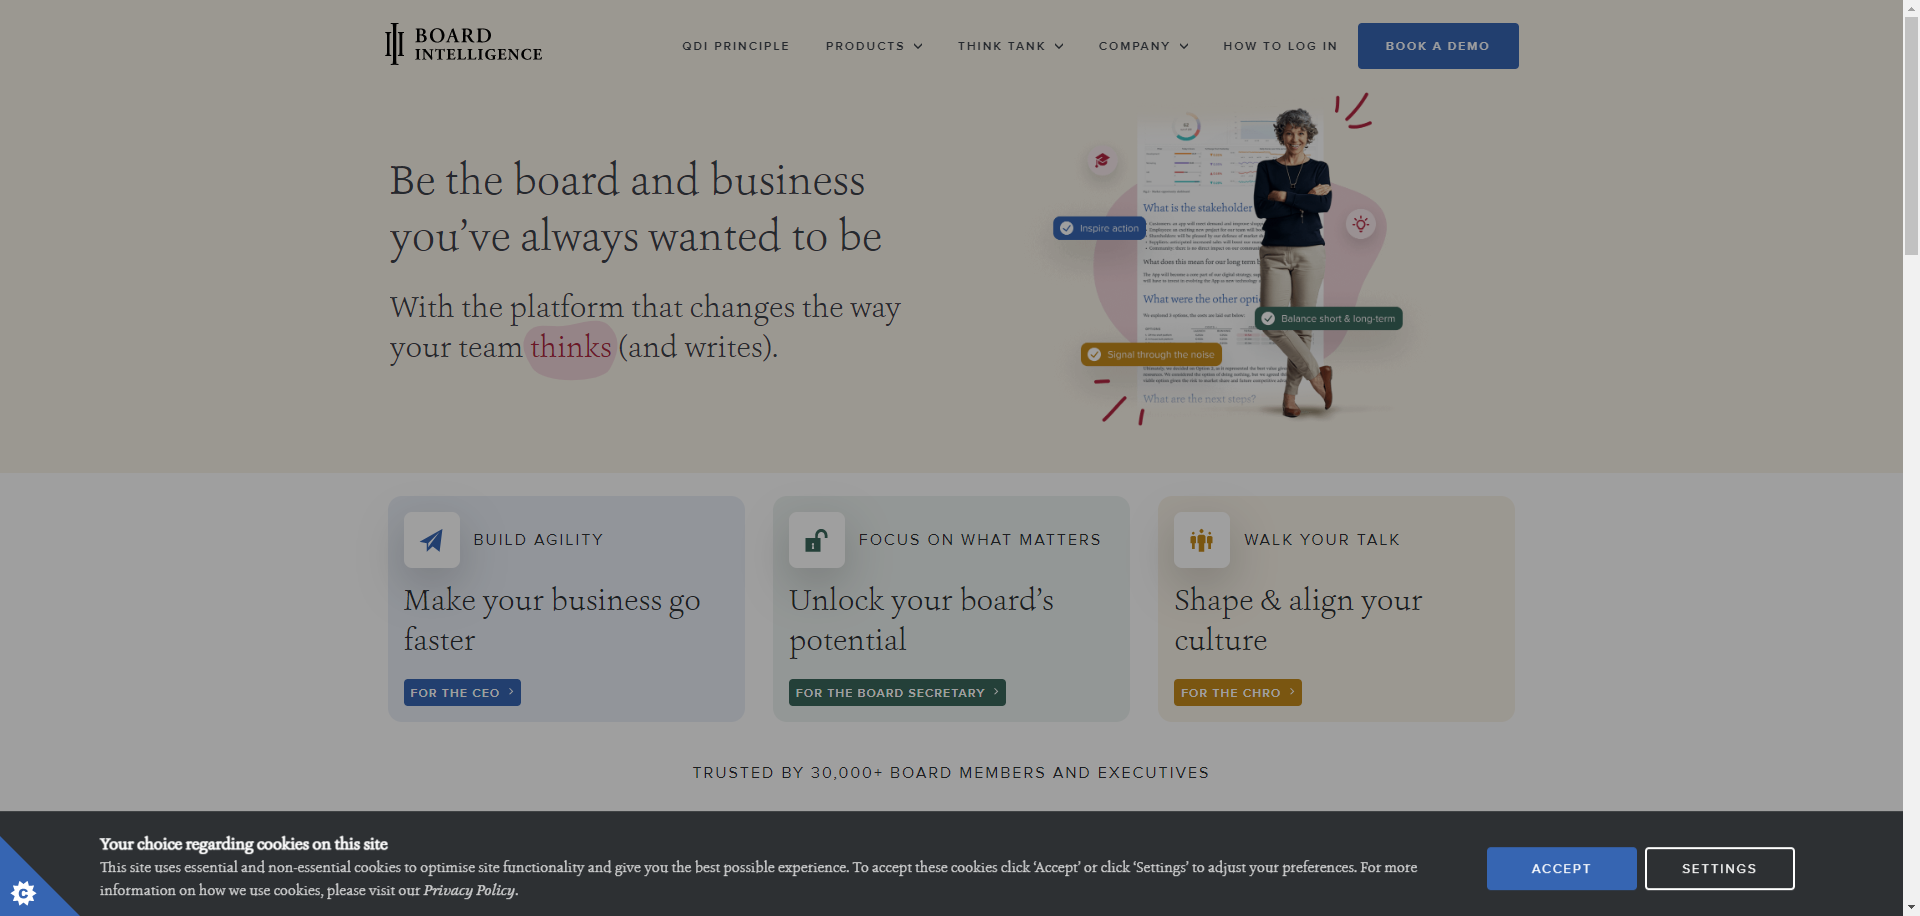 BOARD
INTELLIGENCE
QDI PRINCIPLE
PRODUCTS
THINK TANK
COMPANY
HOW TO LOG IN
BOOK A DEMO
Be the board and business
you've always wanted to be
With the platform that changes the way
your team thinks (and writes).
Inspire action
What is the stakeholder
What does this mean for our long term
What were the other optio
Balance short & long-term
Signal through the noise
What are the next steps?
BUILD AGILITY
Make your business go
faster
FOR THE CEO
FOCUS ON WHAT MATTERS
Unlock your board's
potential
FOR THE BOARD SECRETARY
WALK YOUR TALK
Shape & align your
culture
FOR THE CHRO
TRUSTED BY 30,000+ BOARD MEMBERS AND EXECUTIVES
Your choice regarding cookies on this site
This site uses essential and non-essential cookies to optimise site functionality and give you the best possible experience. To accept these cookies click 'Accept' or click 'Settings' to adjust your preferences. For more
information on how we use cookies, please visit our Privacy Policy.
ACCEPT
SETTINGS